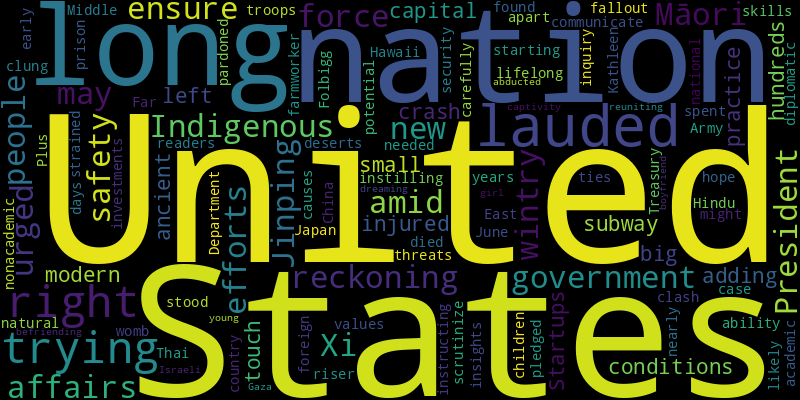 Middle ensure troops force capital found fallout Māori skills
early apart communicate
long nation
prison pardoned Hawaii security starting inquiry Kathleen national hundreds
clung farmworker Folbigg potential carefully lifelong abducted diplomatic
people may Far left crash captivity reuniting spent practice
Plus strained Indigenous new lauded Army
United
safety readers deserts needed
investments ancient Jinping small
days instilling years wintry Treasury ties hope President
urged causes dreaming girl boyfriend
nonacademic Department efforts China amid Hindu
Japan injured East subway might
died June
modern threats big
States
reckoning government adding
right stood young clash case
natural befriending womb touch foreign values instructing scrutinize insights children pledged Startups nearly ability
trying Thai country Xi likely academic
Israeli riser conditions
affairs Gaza